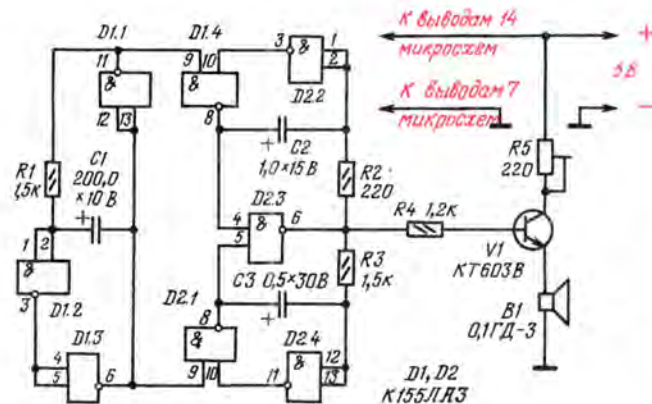 D1.1
D1.4
11
&
12 13
9 10
&
8
3
&
1
2
D2.2
К выводам 14
микросхем
К выводам 7
микросхем
+
5 В
−
R1
1,5к
C1
200,0
×10 В
+
+
C2
1,0×15 В
R2
220
R5
220
D2.3
4
5
&
6
R4 1,2к
V1
КТ603В
1 2
&
3
D1.2
D1.3
4
5
6
D2.1
8
&
9 10
C3 0,5×30 В
+
R3
1,5к
D2.4
&
11
12
13
B1
0,1ГД-3
D1, D2
К155ЛАЗ